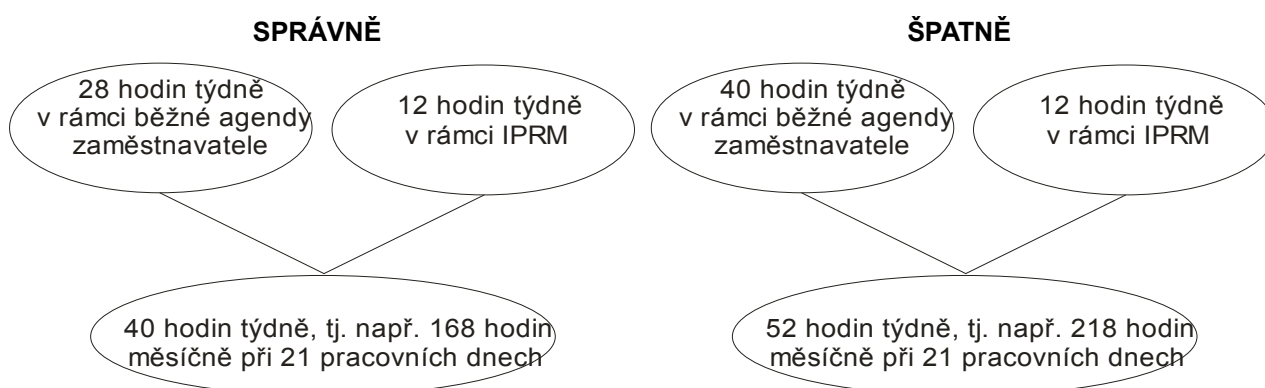 SPRÁVNĚ
28 hodin týdně
v rámci běžné agendy
zaměstnavatele
12 hodin týdně
v rámci IPRM
40 hodin týdně, tj. např. 168 hodin
měsíčně při 21 pracovních dnech
ŠPATNĚ
40 hodin týdně
v rámci běžné agendy
zaměstnavatele
12 hodin týdně
v rámci IPRM
52 hodin týdně, tj. např. 218 hodin
měsíčně při 21 pracovních dnech